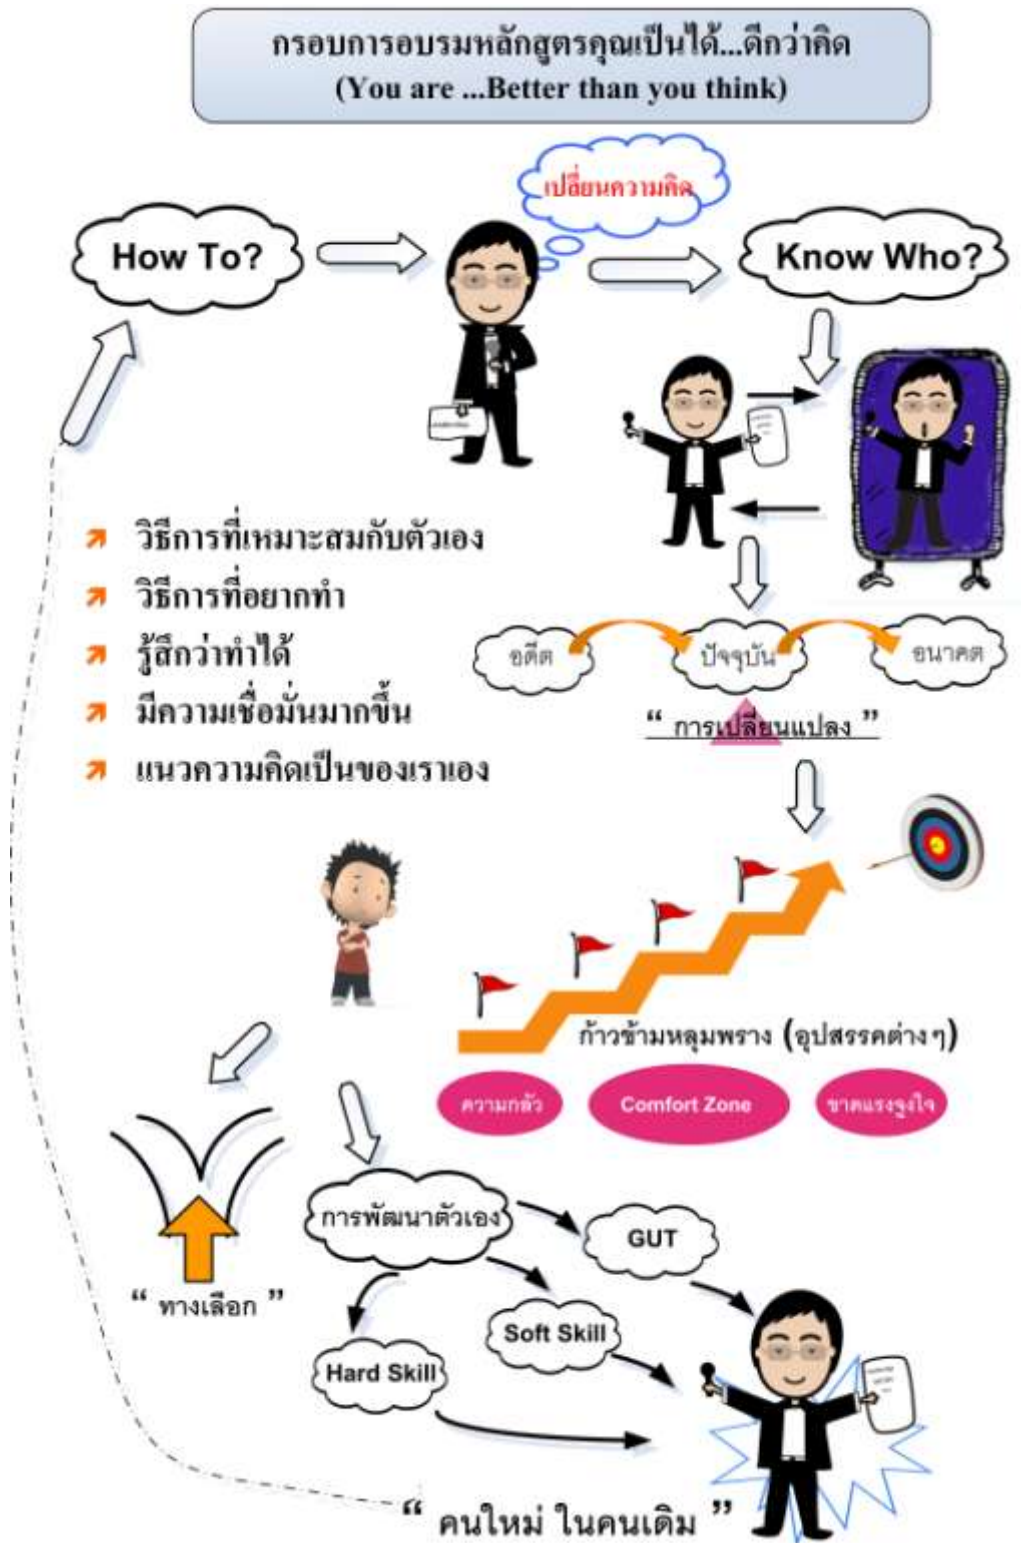 กรอบการอบรมหลักสูตรคุณเป็นได้...ดีกว่าคิด
(You are ...Better than you think)
เปลี่ยนความคิด
How To?
Know Who?
วิธีการที่เหมาะสมกับตัวเอง
วิธีการที่อยากทำ
รู้สึกว่าทำได้
มีความเชื่อมั่นมากขึ้น
แนวความคิดเป็นของเราเอง
อดีต
ปัจจุบัน
อนาคต
“ การเปลี่ยนแปลง ”
ก้าวข้ามหลุมพราง (อุปสรรคต่างๆ)
ความกลัว
Comfort Zone
ขาดแรงจูงใจ
“ ทางเลือก ”
การพัฒนาตัวเอง
GUT
Soft Skill
Hard Skill
“ คนใหม่ ในคนเดิม ”